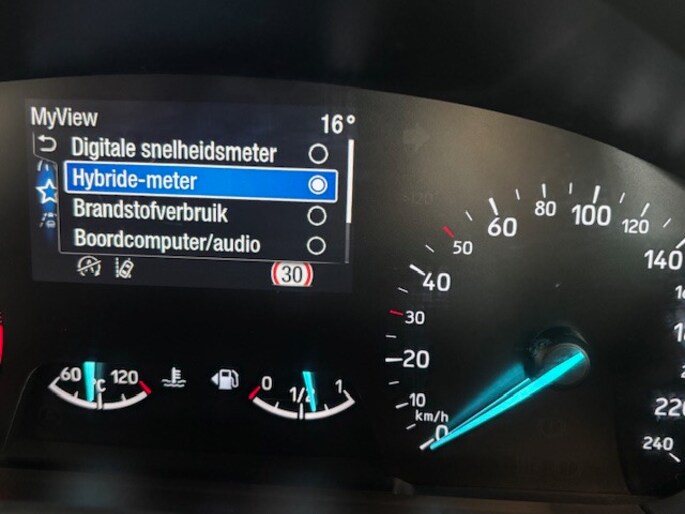 MyView 16°
Digitale snelheidsmeter
Hybride-meter
Brandstofverbruik
Boordcomputer/audio
30
60 °C 120
0 1/2 1
km/h
0
10
20
30
40
50
60
80
100
120
140
220
240